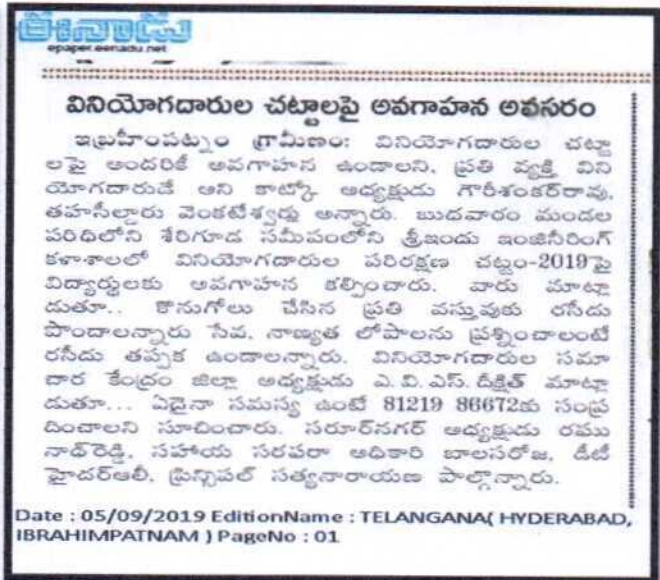 ఈనాడు
epaper.eenadu.net
వినియోగదారుల చట్టాలపై అవగాహన అవసరం
ఇబ్రహీంపట్నం గ్రామీణం: వినియోగదారుల చట్టా
లపై అందరికీ అవగాహన ఉండాలని, ప్రతి వ్యక్తి విని
యోగదారుడే అని కాట్కో అధ్యక్షుడు గౌరీశంకర్‌రావు,
తహసీల్దారు వెంకటేశ్వర్లు అన్నారు. బుధవారం మండల
పరిధిలోని శేరిగూడ సమీపంలోని శ్రీఇందు ఇంజినీరింగ్
కళాశాలలో వినియోగదారుల పరిరక్షణ చట్టం-2019పై
విద్యార్థులకు అవగాహన కల్పించారు. వారు మాట్లా
డుతూ.. కొనుగోలు చేసిన ప్రతి వస్తువుకు రసీదు
పొందాలన్నారు సేవ, నాణ్యత లోపాలను ప్రశ్నించాలంటే
రసీదు తప్పక ఉండాలన్నారు. వినియోగదారుల సమా
చార కేంద్రం జిల్లా అధ్యక్షుడు ఎ.వి.ఎస్. దీక్షిత్ మాట్లా
డుతూ... ఏదైనా సమస్య ఉంటే 81219 86672కు సంప్ర
దించాలని సూచించారు. సరూర్‌నగర్ అధ్యక్షుడు రఘు
నాథ్‌రెడ్డి, సహాయ సరఫరా అధికారి బాలసరోజ, డీటీ
హైదర్‌ఆలీ, ప్రిన్సిపల్ సత్యనారాయణ పాల్గొన్నారు.
Date : 05/09/2019 EditionName : TELANGANA( HYDERABAD,
IBRAHIMPATNAM ) PageNo : 01